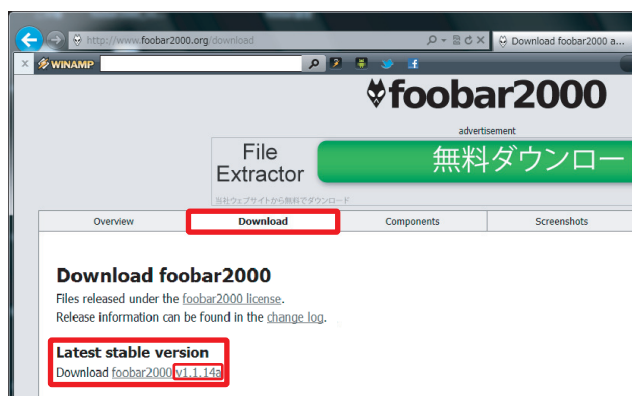 http://www.foobar2000.org/download
Download foobar2000 a...
WINAMP
foobar2000
advertisement
File
Extractor
無料ダウンロー
当社ウェブサイトから無料でダウンロード
Overview
Download
Components
Screenshots
Download foobar2000
Files released under the foobar2000 license.
Release information can be found in the change log.
Latest stable version
Download foobar2000 v1.1.14a